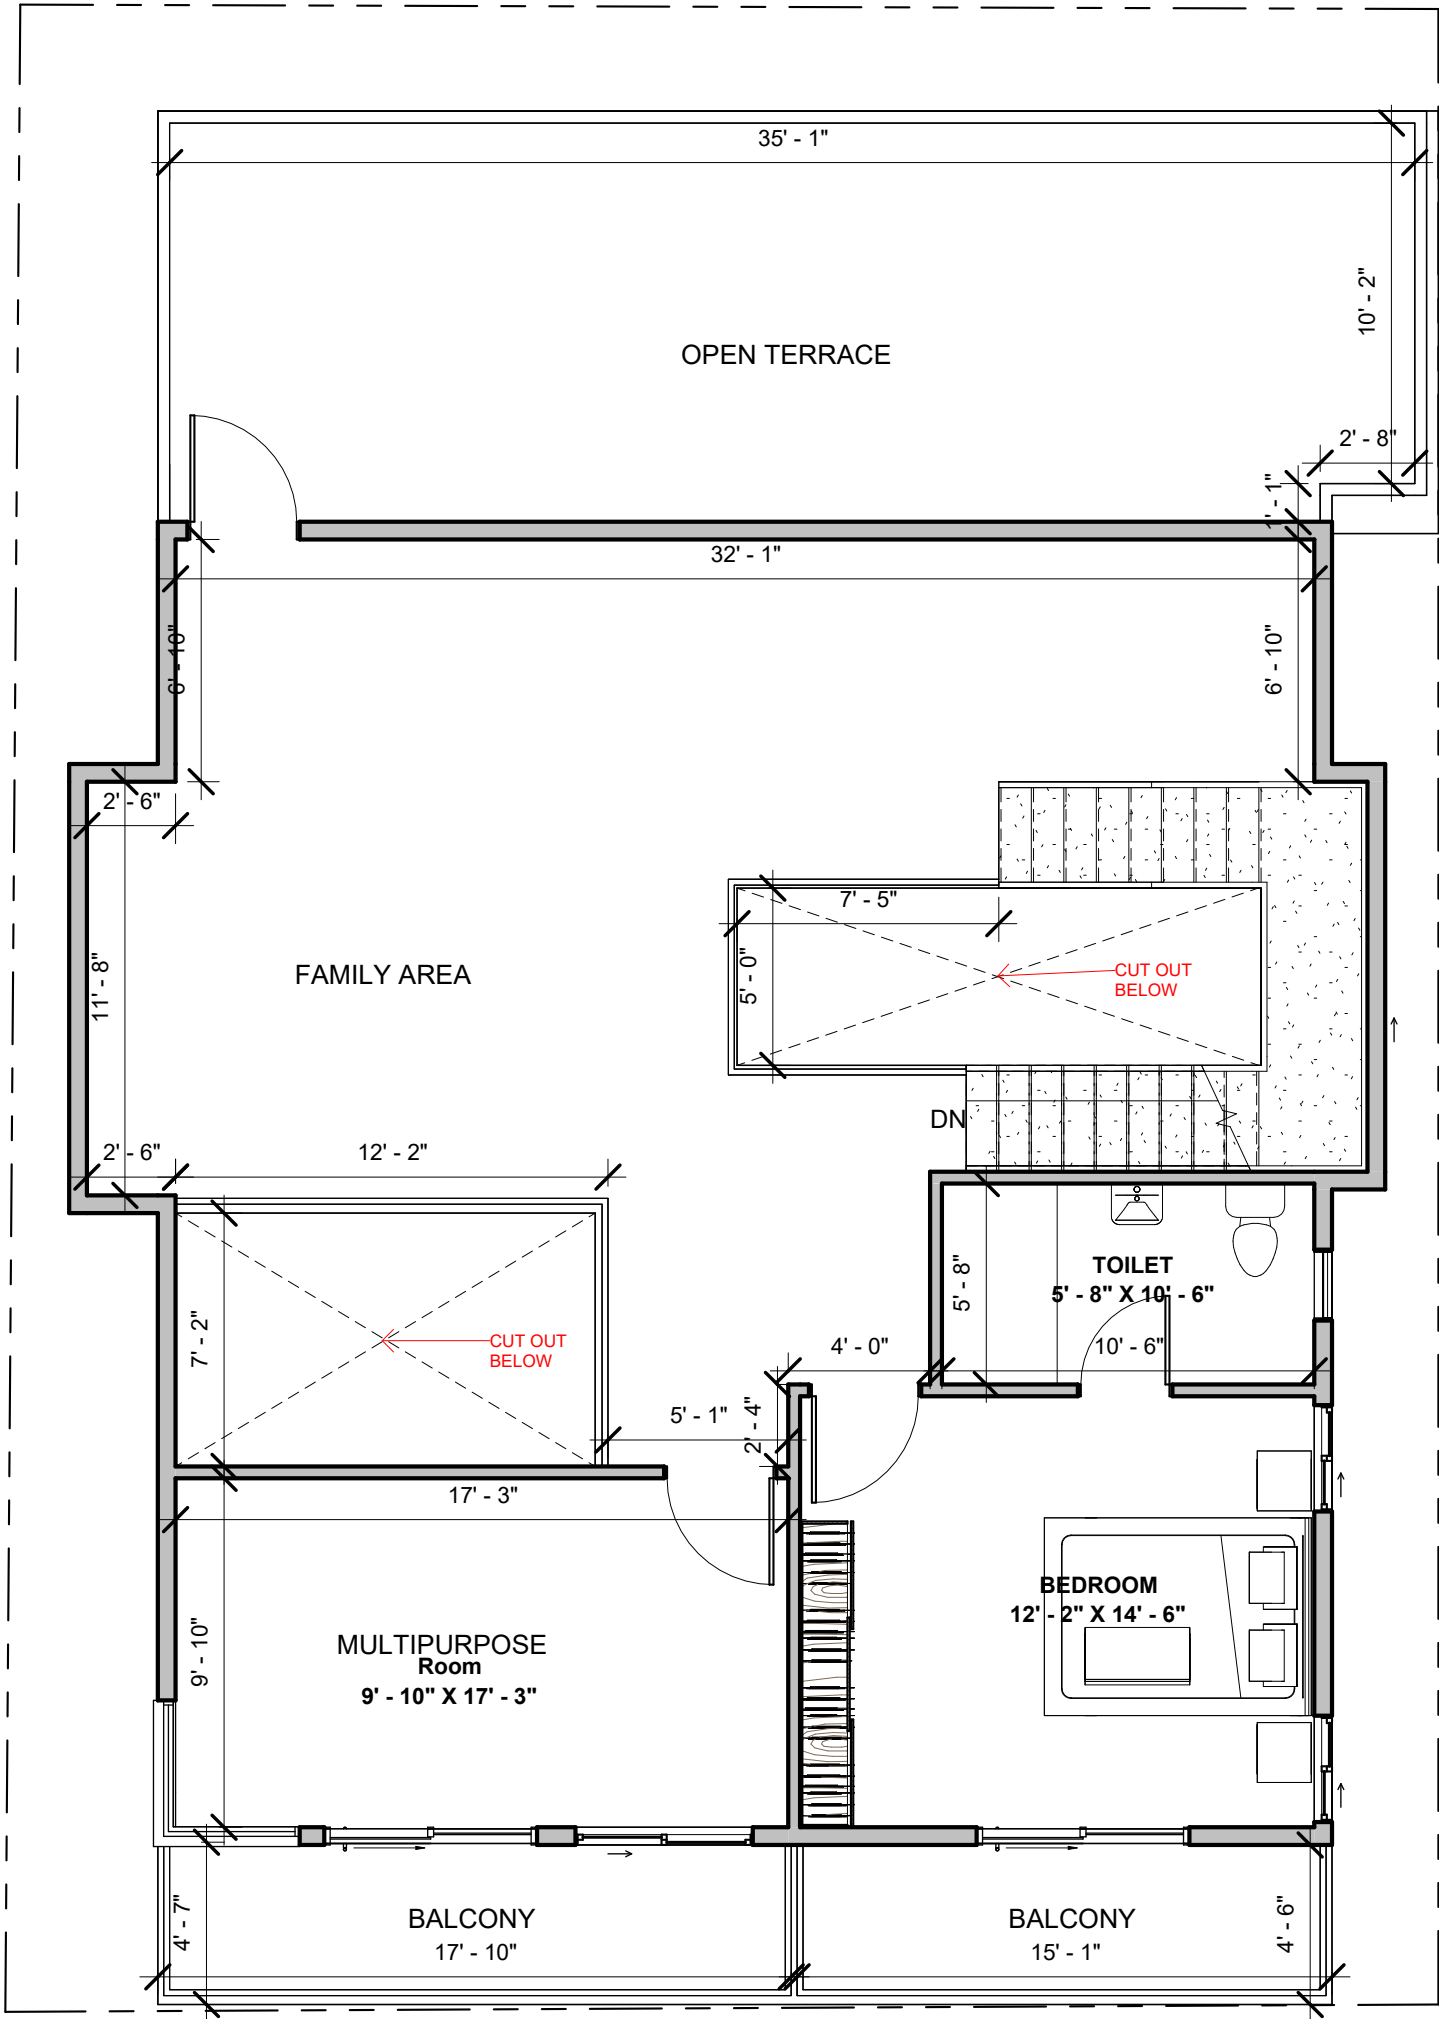 35' - 1"
10' - 2"
OPEN TERRACE
2' - 8"
1' - 1"
32' - 1"
6' - 10"
6' - 10"
2' - 6"
7' - 5"
11' - 8"
5' - 0"
FAMILY AREA
CUT OUT
BELOW
DN
2' - 6"
12' - 2"
TOILET
5' - 8" X 10' - 6"
5' - 8"
7' - 2"
CUT OUT
BELOW
4' - 0"
10' - 6"
5' - 1"
2' - 4"
17' - 3"
BEDROOM
12' - 2" X 14' - 6"
9' - 10"
MULTIPURPOSE
Room
9' - 10" X 17' - 3"
4' - 7"
BALCONY
17' - 10"
BALCONY
15' - 1"
4' - 6"